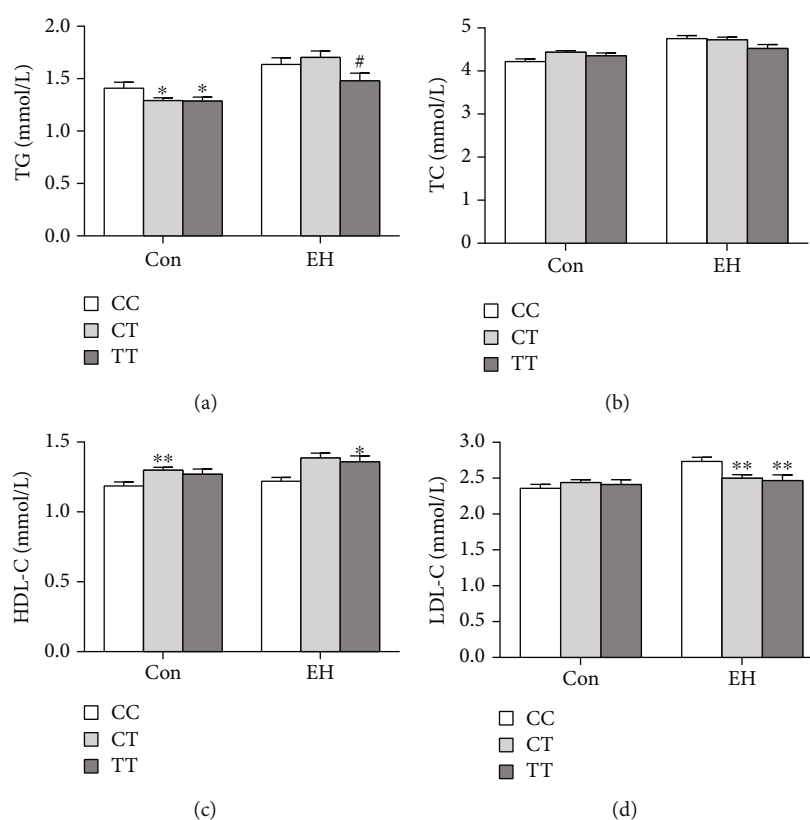 TG (mmol/L)
2.0
1.5
1.0
0.5
0.0
*
*
#
Con
EH
CC
CT
TT
(a)
TC (mmol/L)
5
4
3
2
1
0
Con
EH
CC
CT
TT
(b)
HDL-C (mmol/L)
1.5
1.0
0.5
0.0
**
*
Con
EH
CC
CT
TT
(c)
LDL-C (mmol/L)
3.0
2.5
2.0
1.5
1.0
0.5
0.0
**
**
Con
EH
CC
CT
TT
(d)